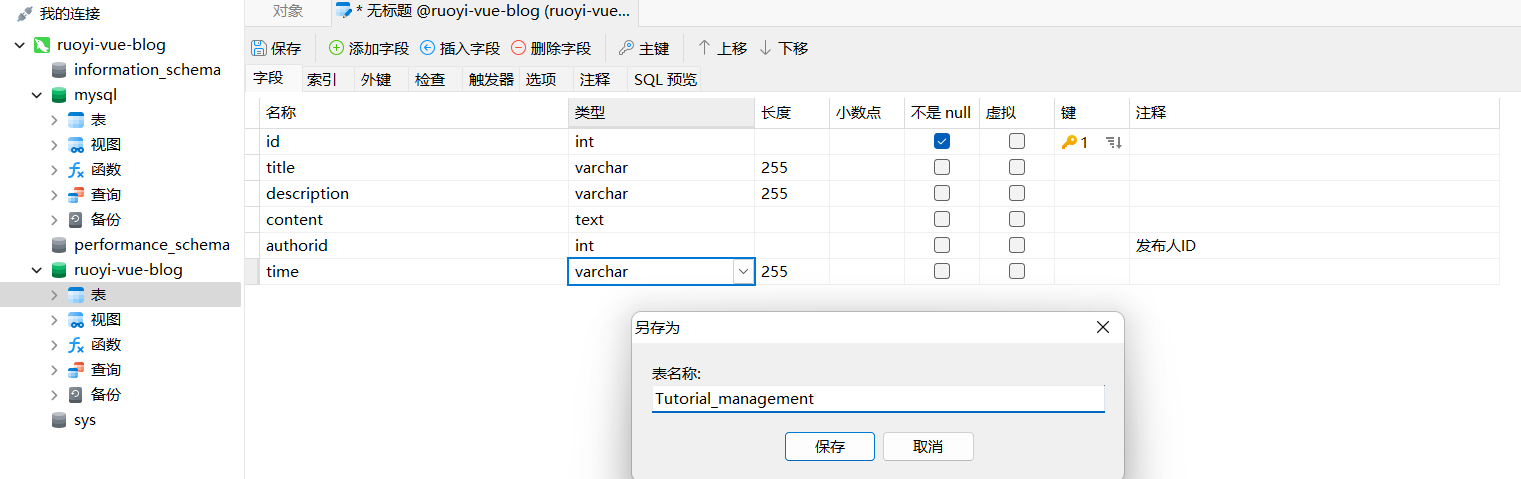 我的连接
ruoyi-vue-blog
information_schema
mysql
表
视图
函数
查询
备份
performance_schema
ruoyi-vue-blog
表
视图
函数
查询
备份
sys
对象
* 无标题 @ruoyi-vue-blog (ruoyi-vue...
保存 添加字段 插入字段 删除字段 主键 上移 下移
字段 索引 外键 检查 触发器 选项 注释 SQL 预览
名称 类型 长度 小数点 不是 null 虚拟 键 注释
id int 1
title varchar 255
description varchar 255
content text
authorid int 发布人ID
time varchar 255
另存为
表名称:
Tutorial_management
保存 取消